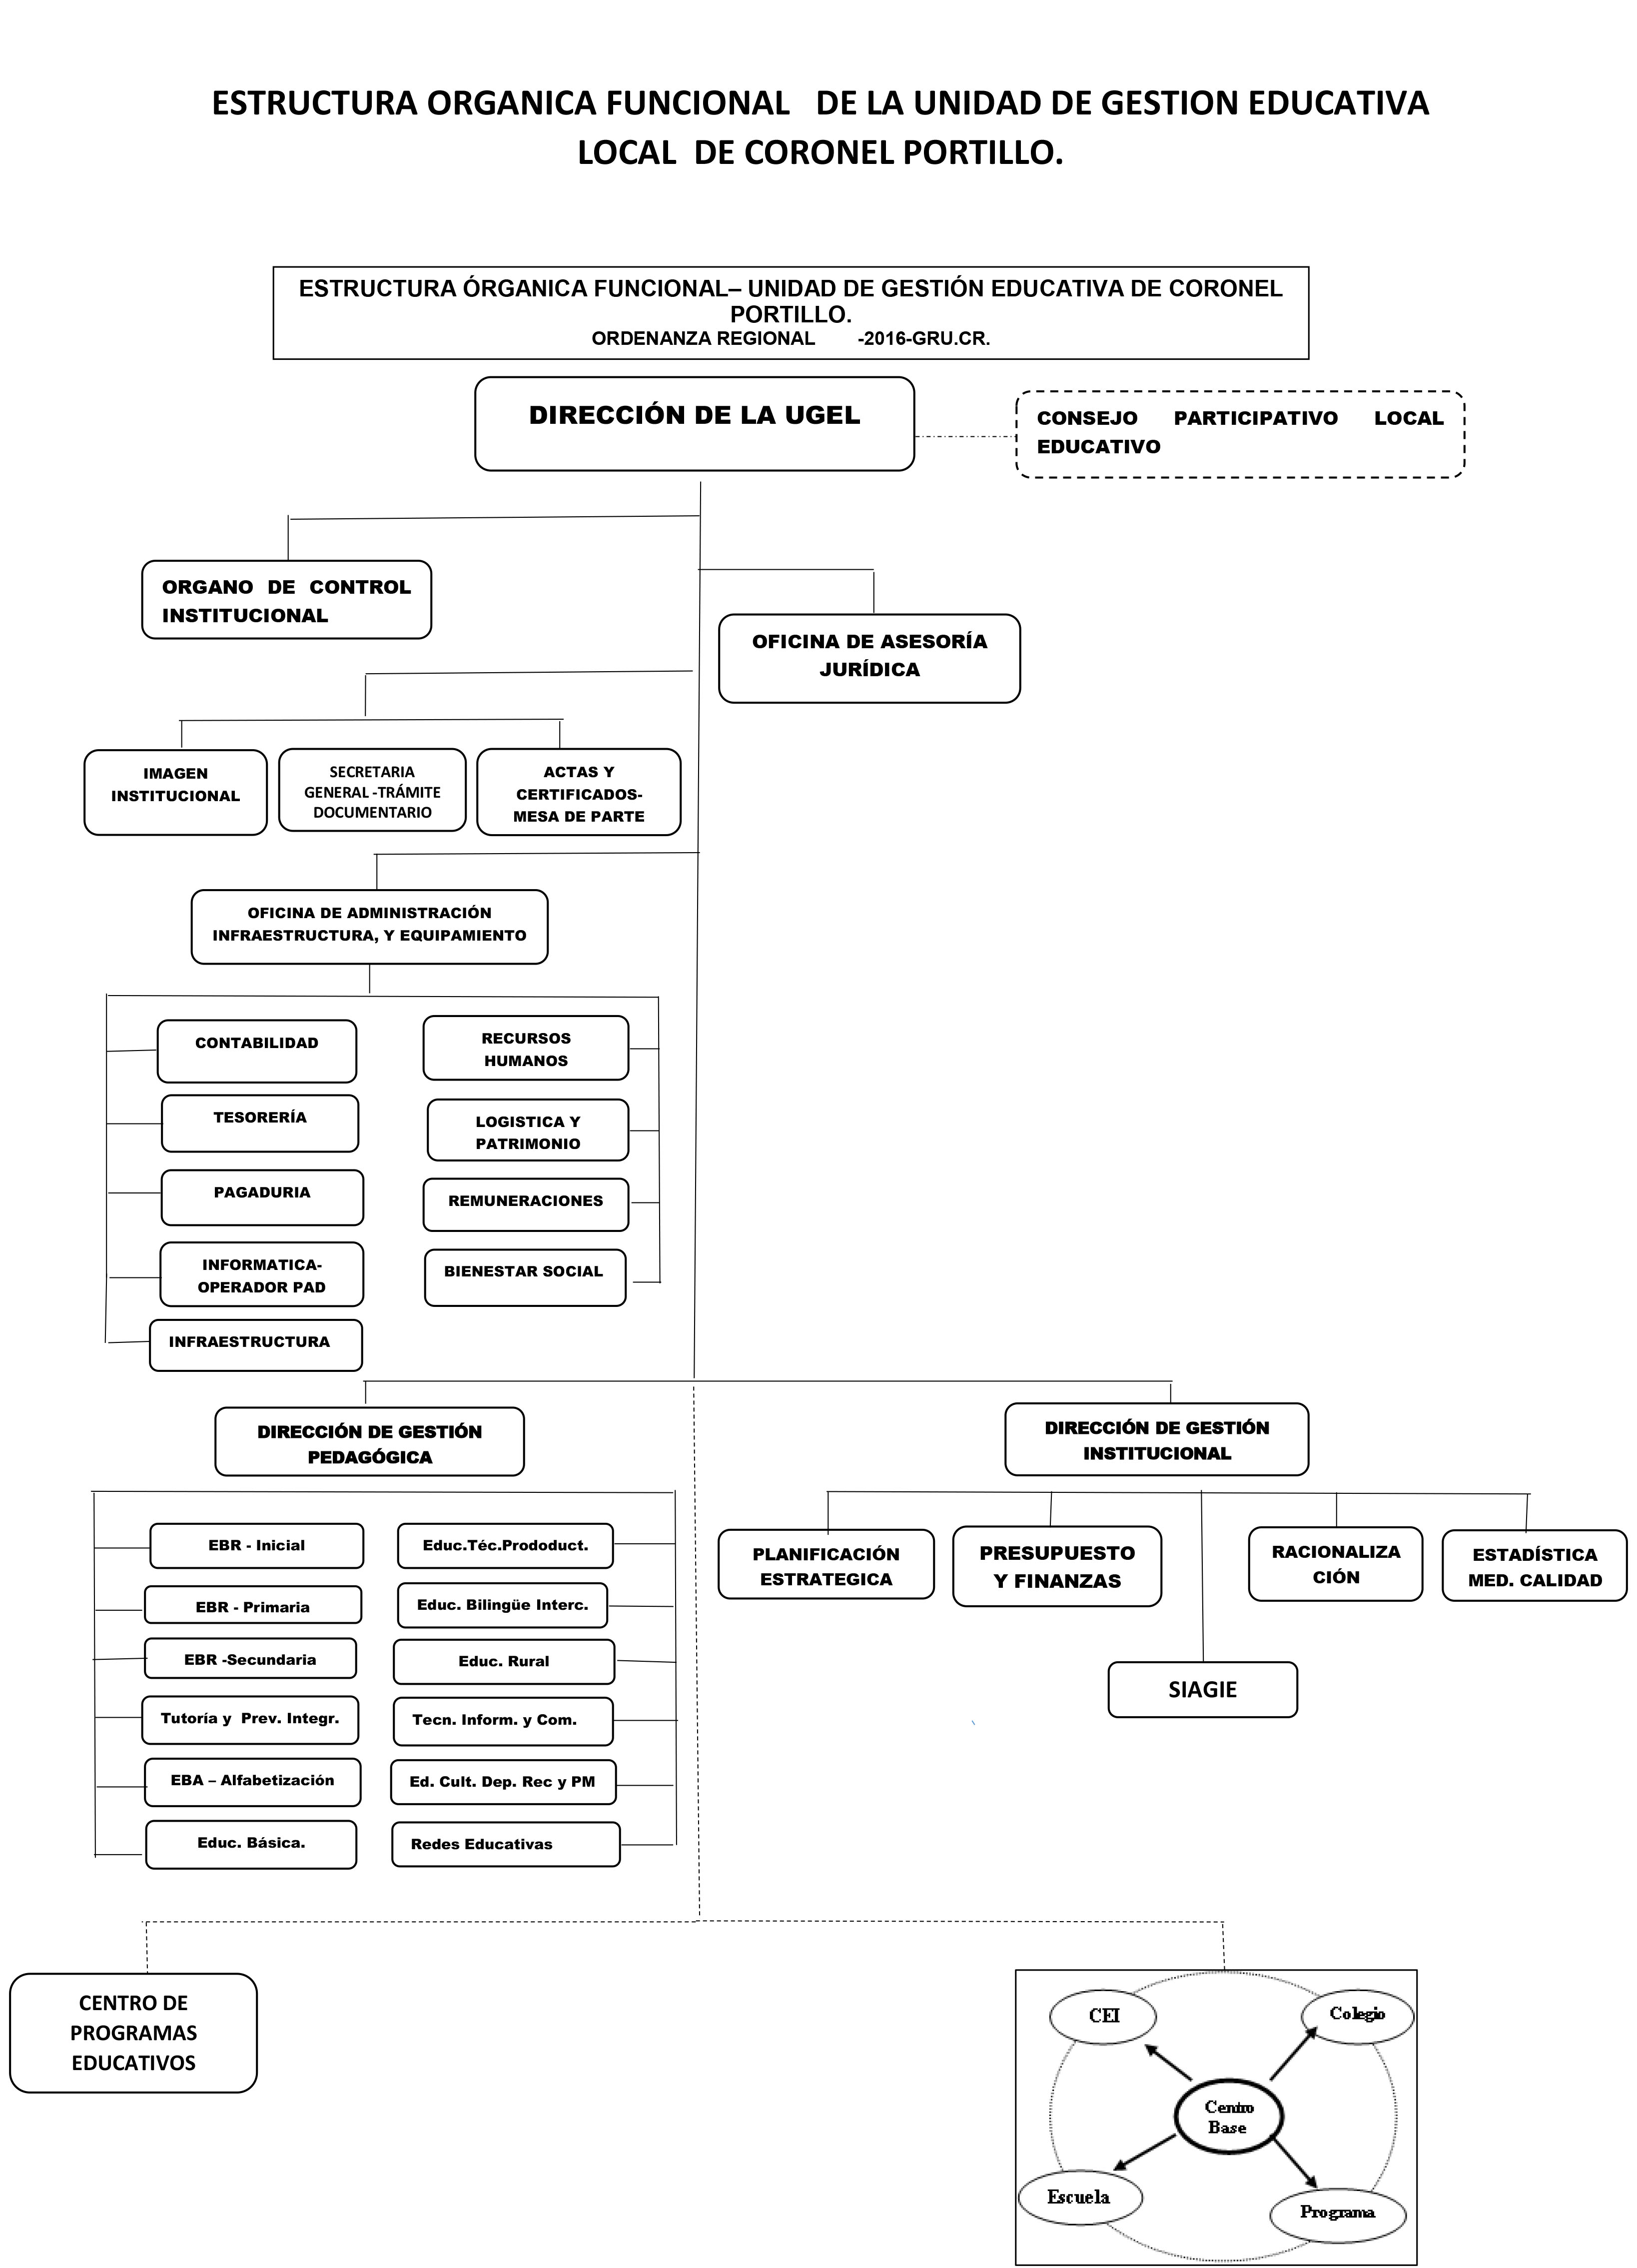 ESTRUCTURA ORGANICA FUNCIONAL DE LA UNIDAD DE GESTION EDUCATIVA
LOCAL DE CORONEL PORTILLO.
ESTRUCTURA ÓRGANICA FUNCIONAL– UNIDAD DE GESTIÓN EDUCATIVA DE CORONEL
PORTILLO.
ORDENANZA REGIONAL -2016-GRU.CR.
DIRECCIÓN DE LA UGEL
CONSEJO PARTICIPATIVO LOCAL
EDUCATIVO
ORGANO DE CONTROL
INSTITUCIONAL
OFICINA DE ASESORÍA
JURÍDICA
IMAGEN
INSTITUCIONAL
SECRETARIA
GENERAL -TRÁMITE
DOCUMENTARIO
ACTAS Y
CERTIFICADOS-
MESA DE PARTE
OFICINA DE ADMINISTRACIÓN
INFRAESTRUCTURA, Y EQUIPAMIENTO
CONTABILIDAD
RECURSOS
HUMANOS
TESORERÍA
LOGISTICA Y
PATRIMONIO
PAGADURIA
REMUNERACIONES
INFORMATICA-
OPERADOR PAD
BIENESTAR SOCIAL
INFRAESTRUCTURA
DIRECCIÓN DE GESTIÓN
PEDAGÓGICA
DIRECCIÓN DE GESTIÓN
INSTITUCIONAL
EBR - Inicial
Educ.Téc.Prododuct.
EBR - Primaria
Educ. Bilingüe Interc.
EBR -Secundaria
Educ. Rural
Tutoría y Prev. Integr.
Tecn. Inform. y Com.
EBA – Alfabetización
Ed. Cult. Dep. Rec y PM
Educ. Básica.
Redes Educativas
PLANIFICACIÓN
ESTRATEGICA
PRESUPUESTO
Y FINANZAS
RACIONALIZA
CIÓN
ESTADÍSTICA
MED. CALIDAD
SIAGIE
CENTRO DE
PROGRAMAS
EDUCATIVOS
CEI
Colegio
Centro
Base
Escuela
Programa